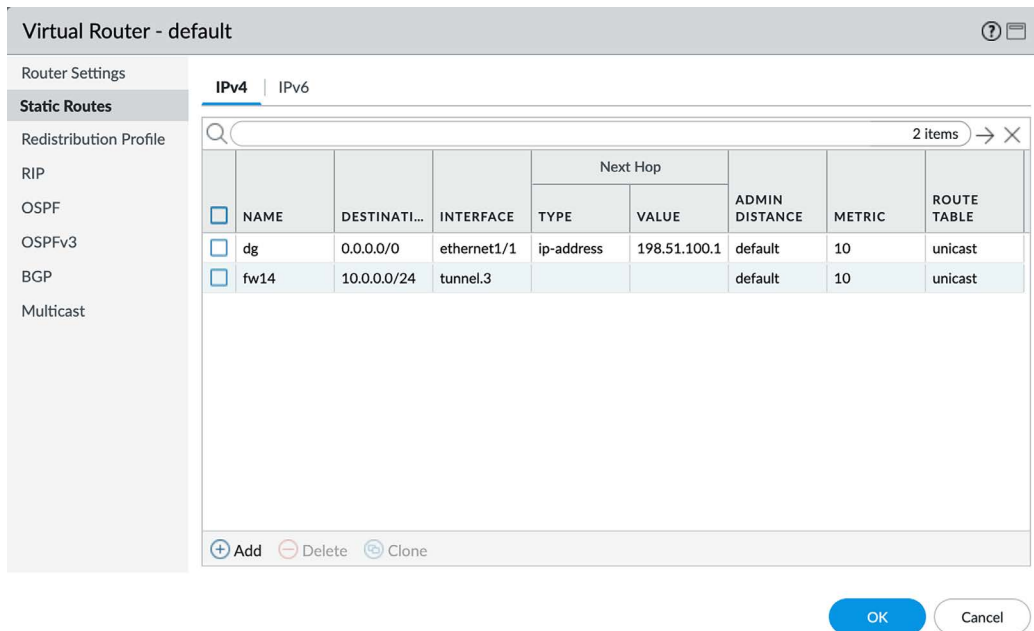 Virtual Router - default
Router Settings
Static Routes
Redistribution Profile
RIP
OSPF
OSPFv3
BGP
Multicast
IPv4 IPv6
2 items
Next Hop
NAME DESTINATI... INTERFACE TYPE VALUE ADMIN DISTANCE METRIC ROUTE TABLE
dg 0.0.0.0/0 ethernet1/1 ip-address 198.51.100.1 default 10 unicast
fw14 10.0.0.0/24 tunnel.3 default 10 unicast
Add Delete Clone
OK Cancel